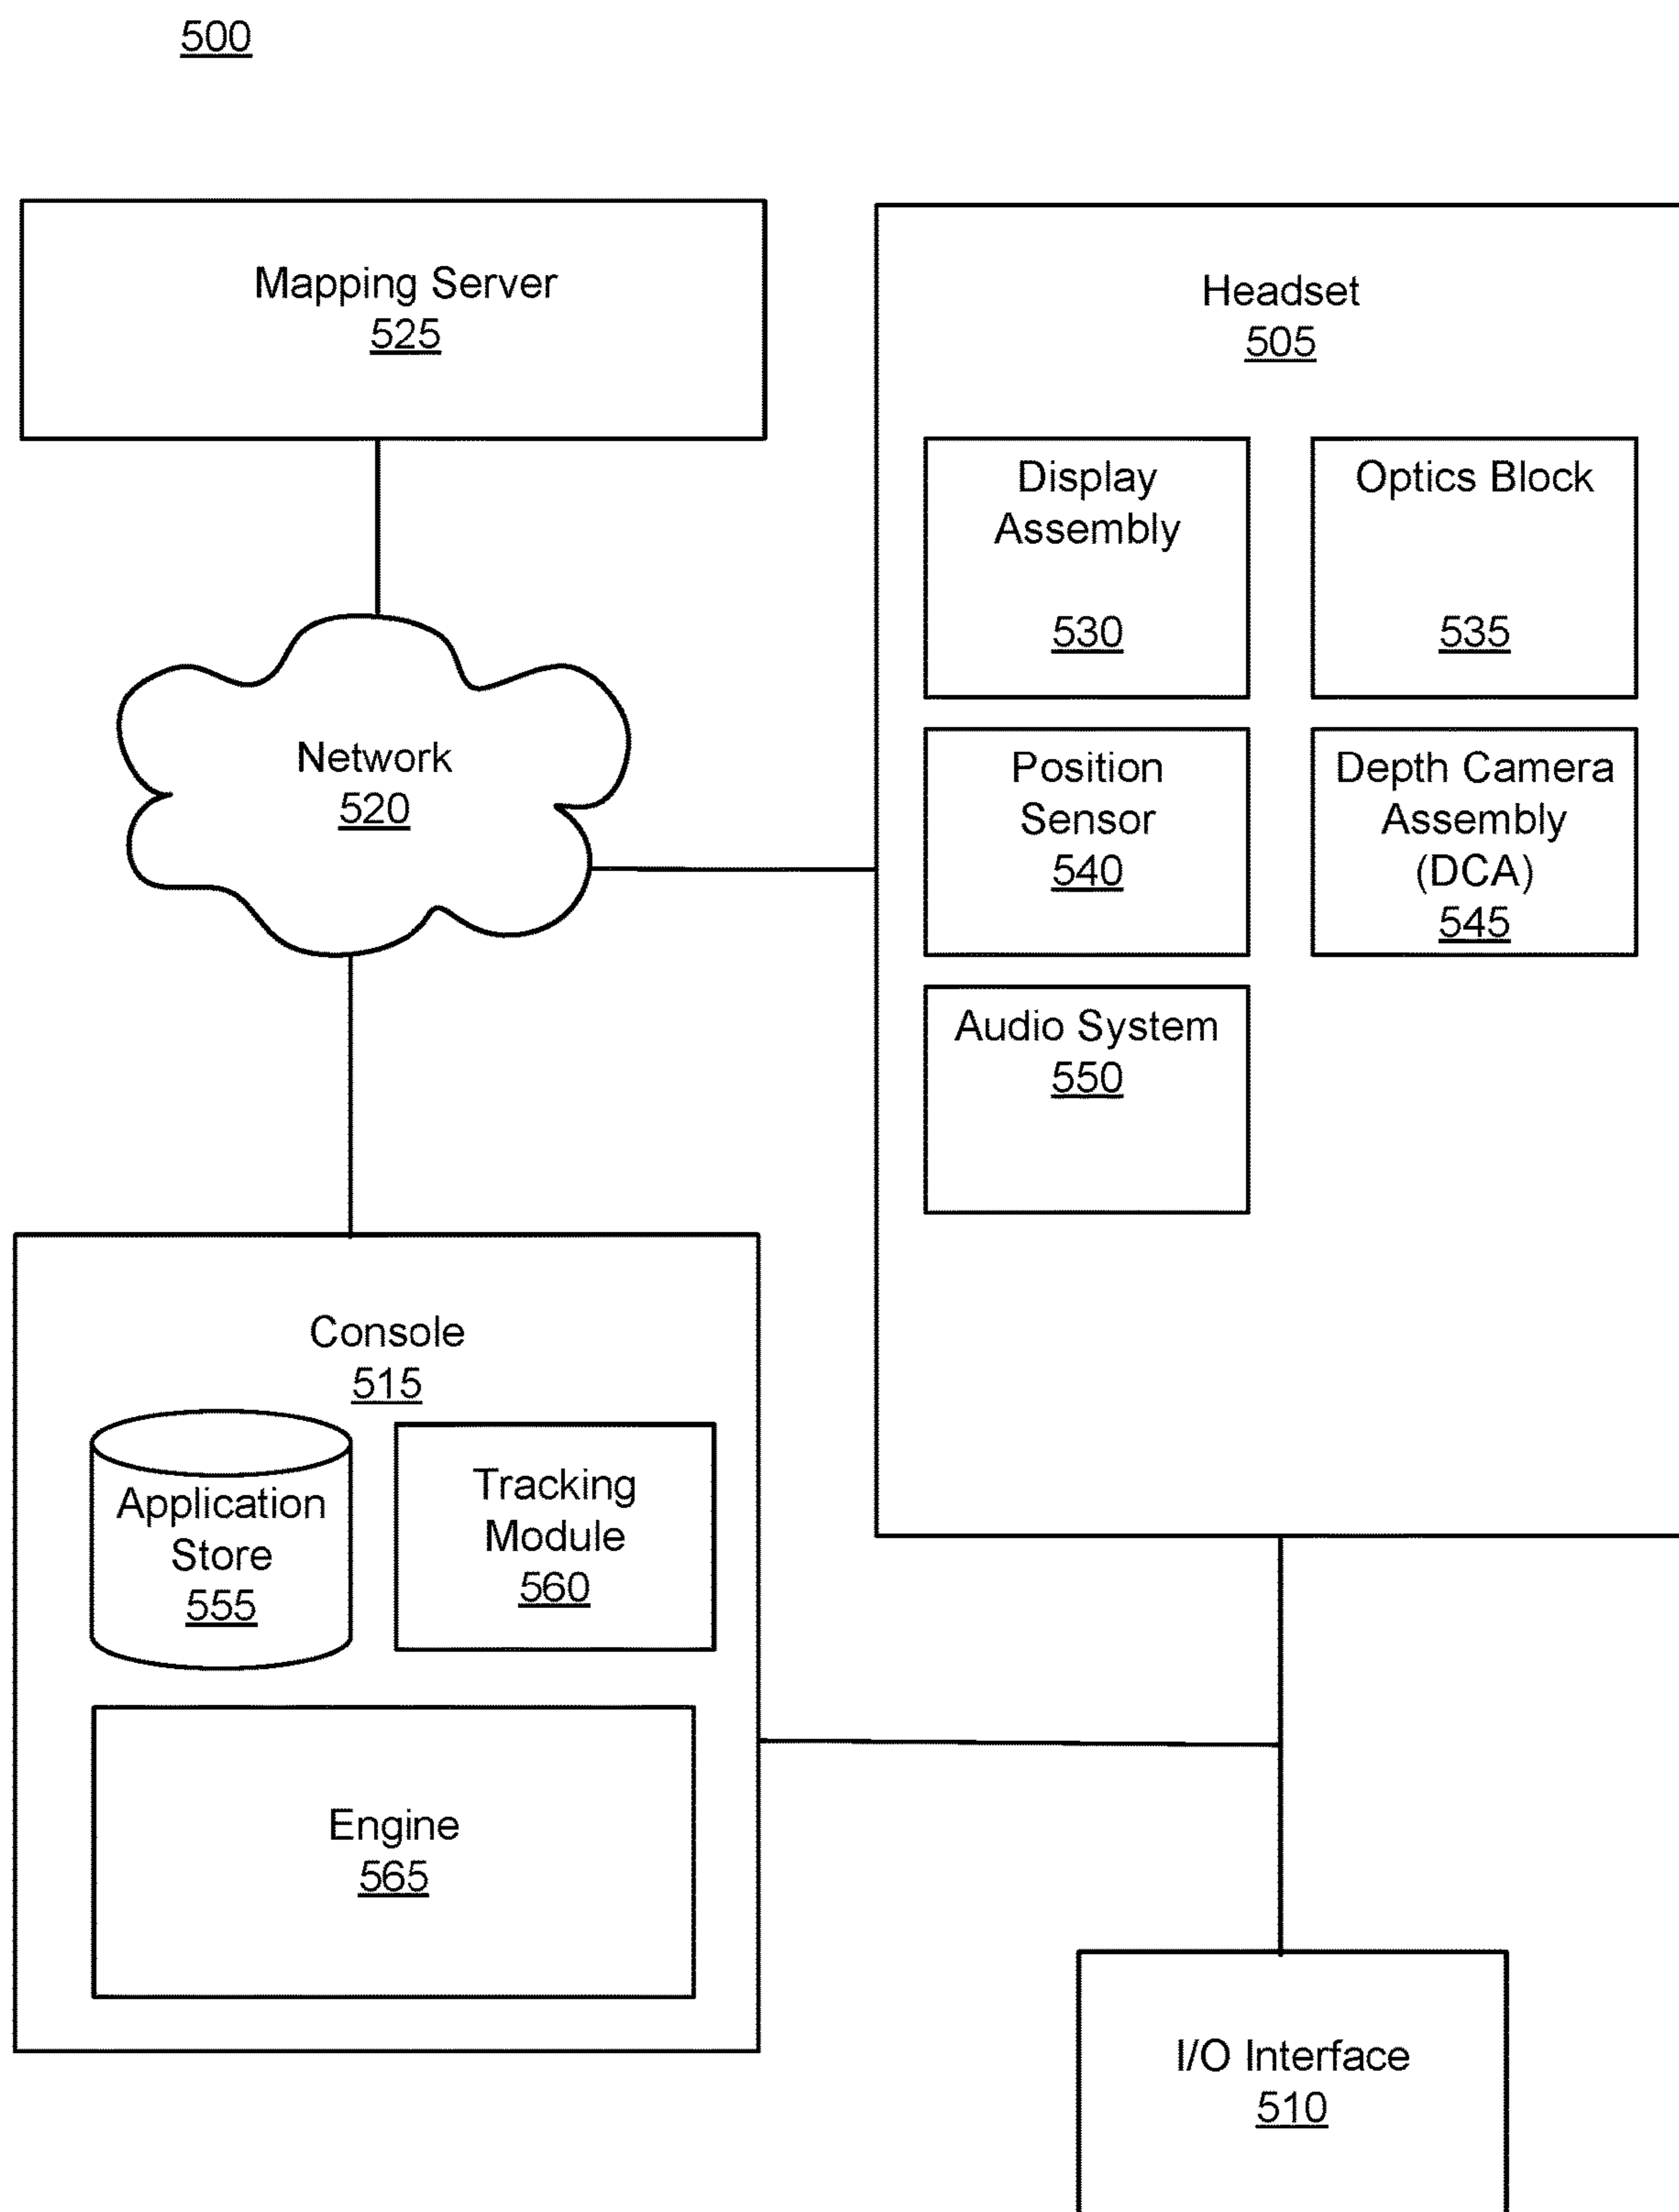 500
Mapping Server
525
Headset
505
Display
Assembly
530
Optics Block
535
Position
Sensor
540
Depth Camera
Assembly
(DCA)
545
Audio System
550
Network
520
Console
515
Application
Store
555
Tracking
Module
560
Engine
565
I/O Interface
510